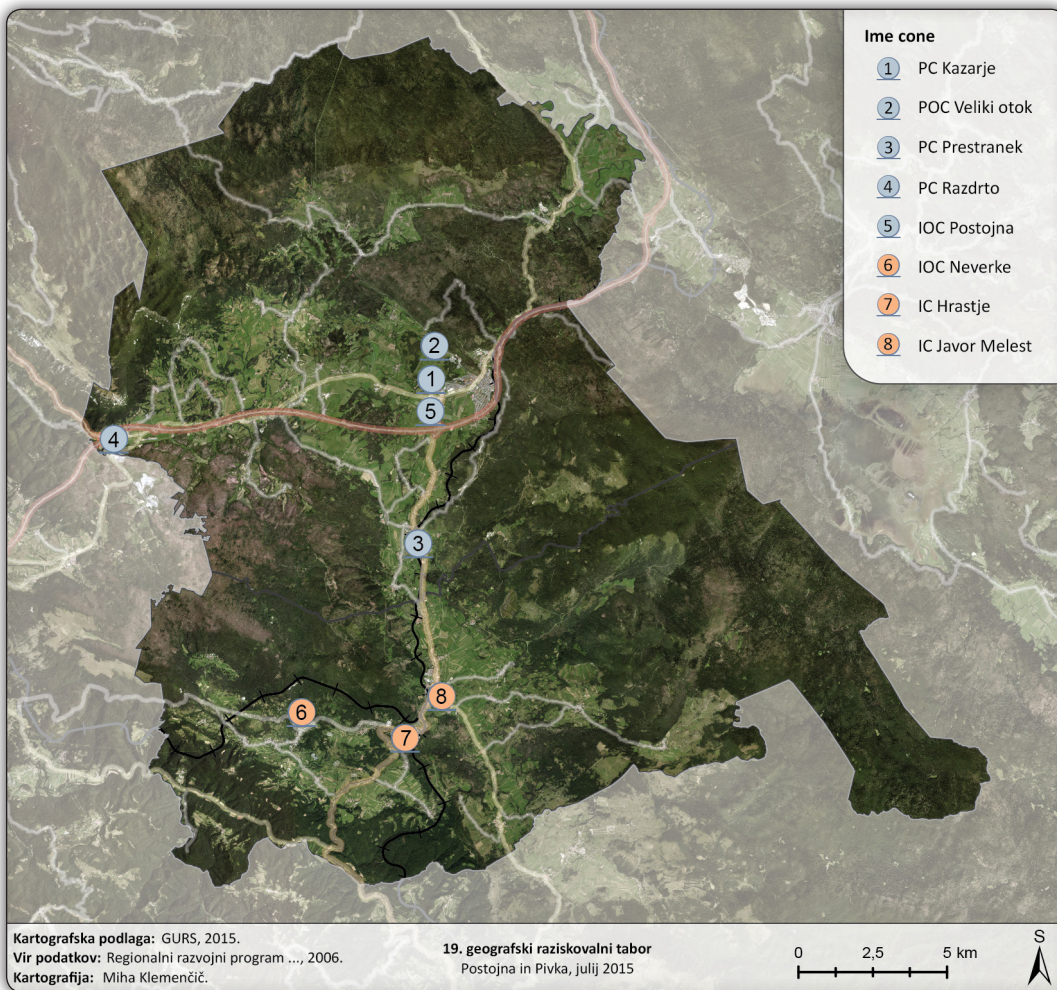 Ime cone
1 PC Kazarje
2 POC Veliki otok
3 PC Prestranek
4 PC Razdrto
5 IOC Postojna
6 IOC Neverke
7 IC Hrastje
8 IC Javor Melest
2
1
5
4
3
8
6
7
Kartografska podlaga: GURS, 2015.
Vir podatkov: Regionalni razvojni program ..., 2006.
Kartografija: Miha Klemenčič.
19. geografski raziskovalni tabor
Postojna in Pivka, julij 2015
0 2,5 5 km
S